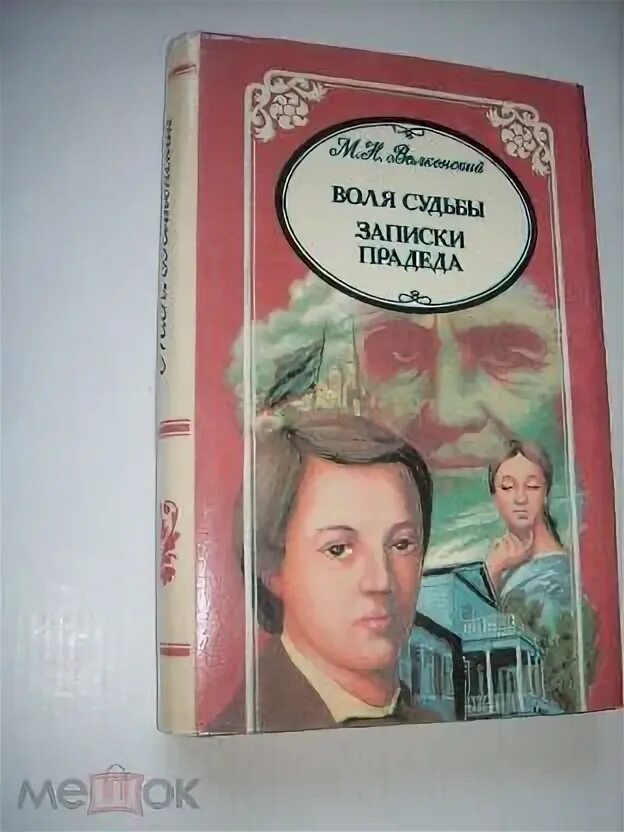 М.Н. Волконский
ВОЛЯ СУДЬБЫ
ЗАПИСКИ
ПРАДЕДА
мешок